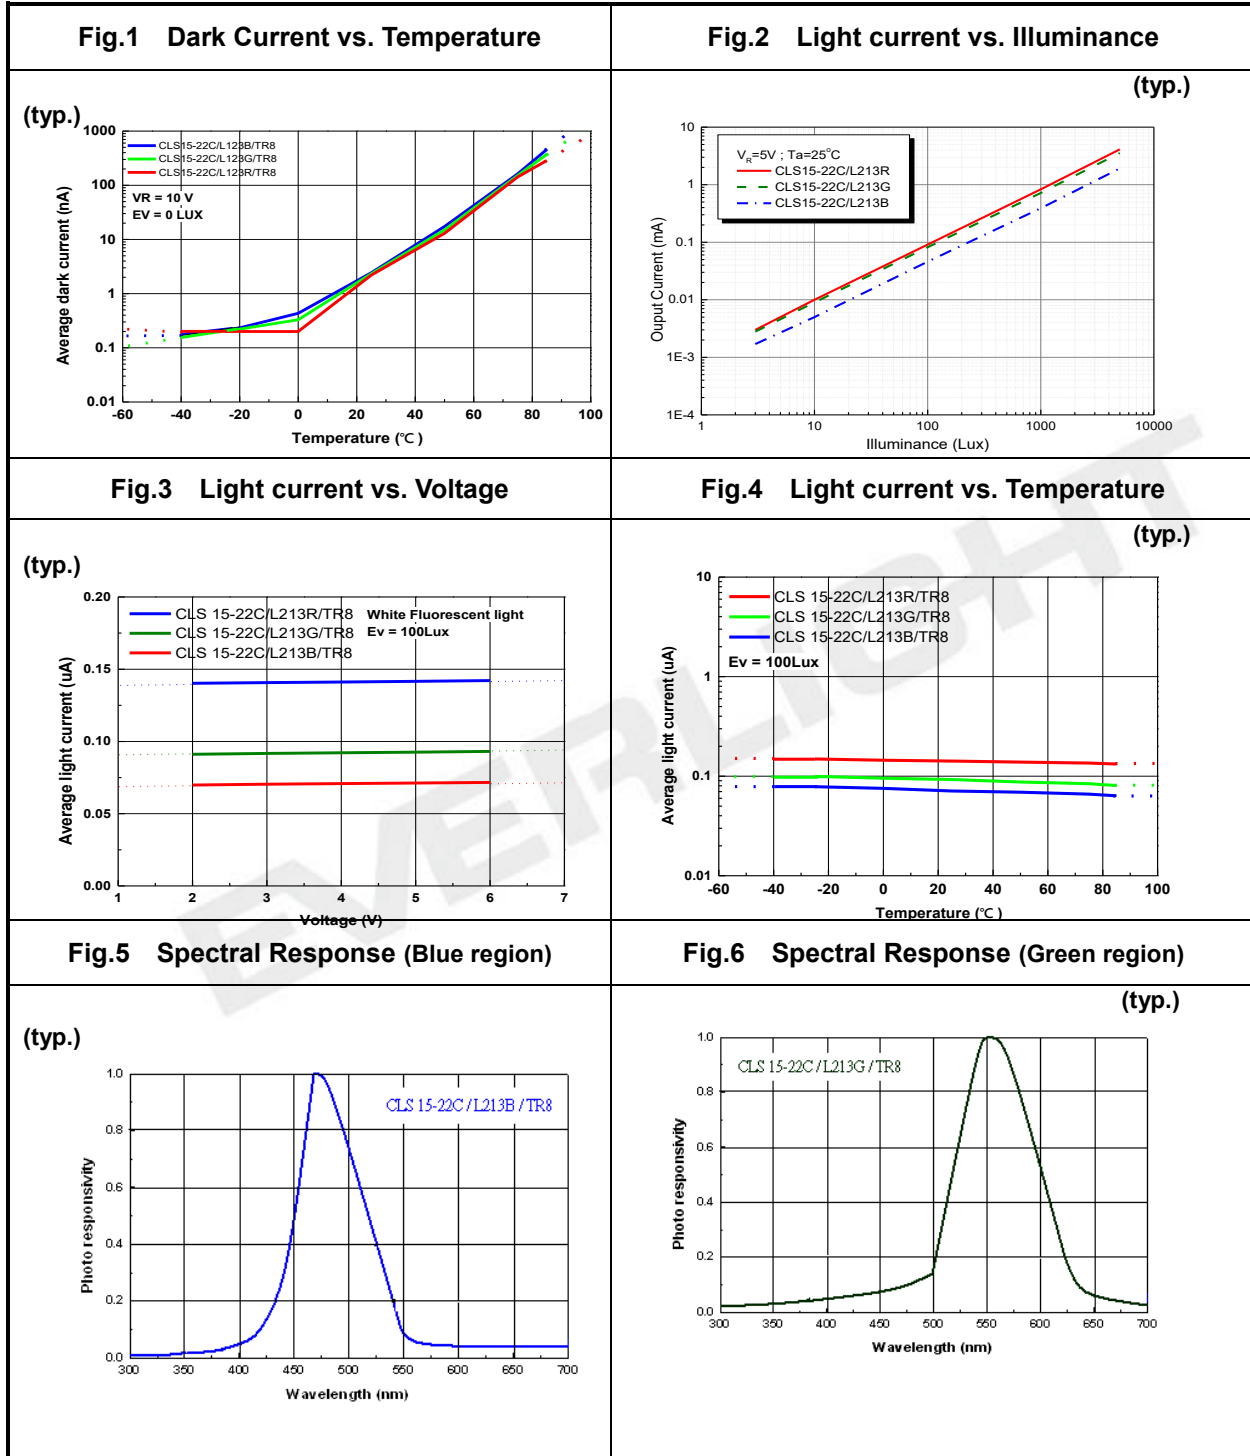 Fig.1 Dark Current vs. Temperature
Fig.2 Light current vs. Illuminance
(typ.)
1000
100
10
1
0.1
0.01
Average dark current (nA)
CLS15-22C/L123B/TR8
CLS15-22C/L123G/TR8
CLS15-22C/L123R/TR8
VR = 10 V
EV = 0 LUX
-60 -40 -20 0 20 40 60 80 100
Temperature (℃)
(typ.)
10
1
0.1
0.01
1E-3
1E-4
Ouput Current (mA)
VR=5V ; Ta=25°C
CLS15-22C/L213R
CLS15-22C/L213G
CLS15-22C/L213B
1 10 100 1000 10000
Illuminance (Lux)
Fig.3 Light current vs. Voltage
Fig.4 Light current vs. Temperature
(typ.)
0.20
0.15
0.10
0.05
0.00
Average light current (uA)
CLS 15-22C/L213R/TR8
CLS 15-22C/L213G/TR8
CLS 15-22C/L213B/TR8
White Fluorescent light
Ev = 100Lux
1 2 3 4 5 6 7
Voltage (V)
(typ.)
10
1
0.1
0.01
Average light current (uA)
CLS 15-22C/L213R/TR8
CLS 15-22C/L213G/TR8
CLS 15-22C/L213B/TR8
Ev = 100Lux
-60 -40 -20 0 20 40 60 80 100
Temperature (℃)
Fig.5 Spectral Response (Blue region)
Fig.6 Spectral Response (Green region)
(typ.)
1.0
0.8
0.6
0.4
0.2
0.0
Photo responsivity
CLS 15-22C / L213B / TR8
300 350 400 450 500 550 600 650 700
Wavelength (nm)
(typ.)
1.0
0.8
0.6
0.4
0.2
0.0
Photo responsivity
CLS 15-22C / L213G / TR8
300 350 400 450 500 550 600 650 700
Wavelength (nm)
EVERLIGHT